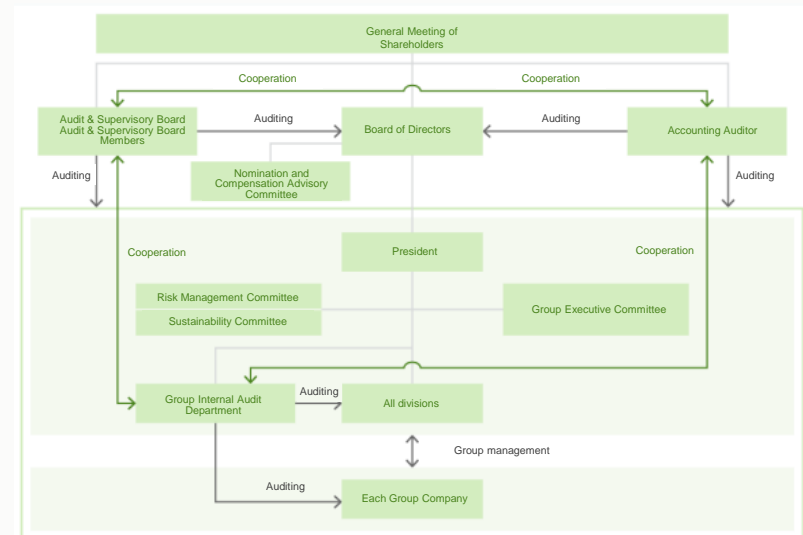 General Meeting of
Shareholders
Cooperation
Cooperation
Audit & Supervisory Board
Audit & Supervisory Board
Members
Auditing
Board of Directors
Auditing
Accounting Auditor
Auditing
Nomination and
Compensation Advisory
Committee
Auditing
Cooperation
President
Cooperation
Risk Management Committee
Sustainability Committee
Group Executive Committee
Group Internal Audit
Department
Auditing
All divisions
Group management
Auditing
Each Group Company